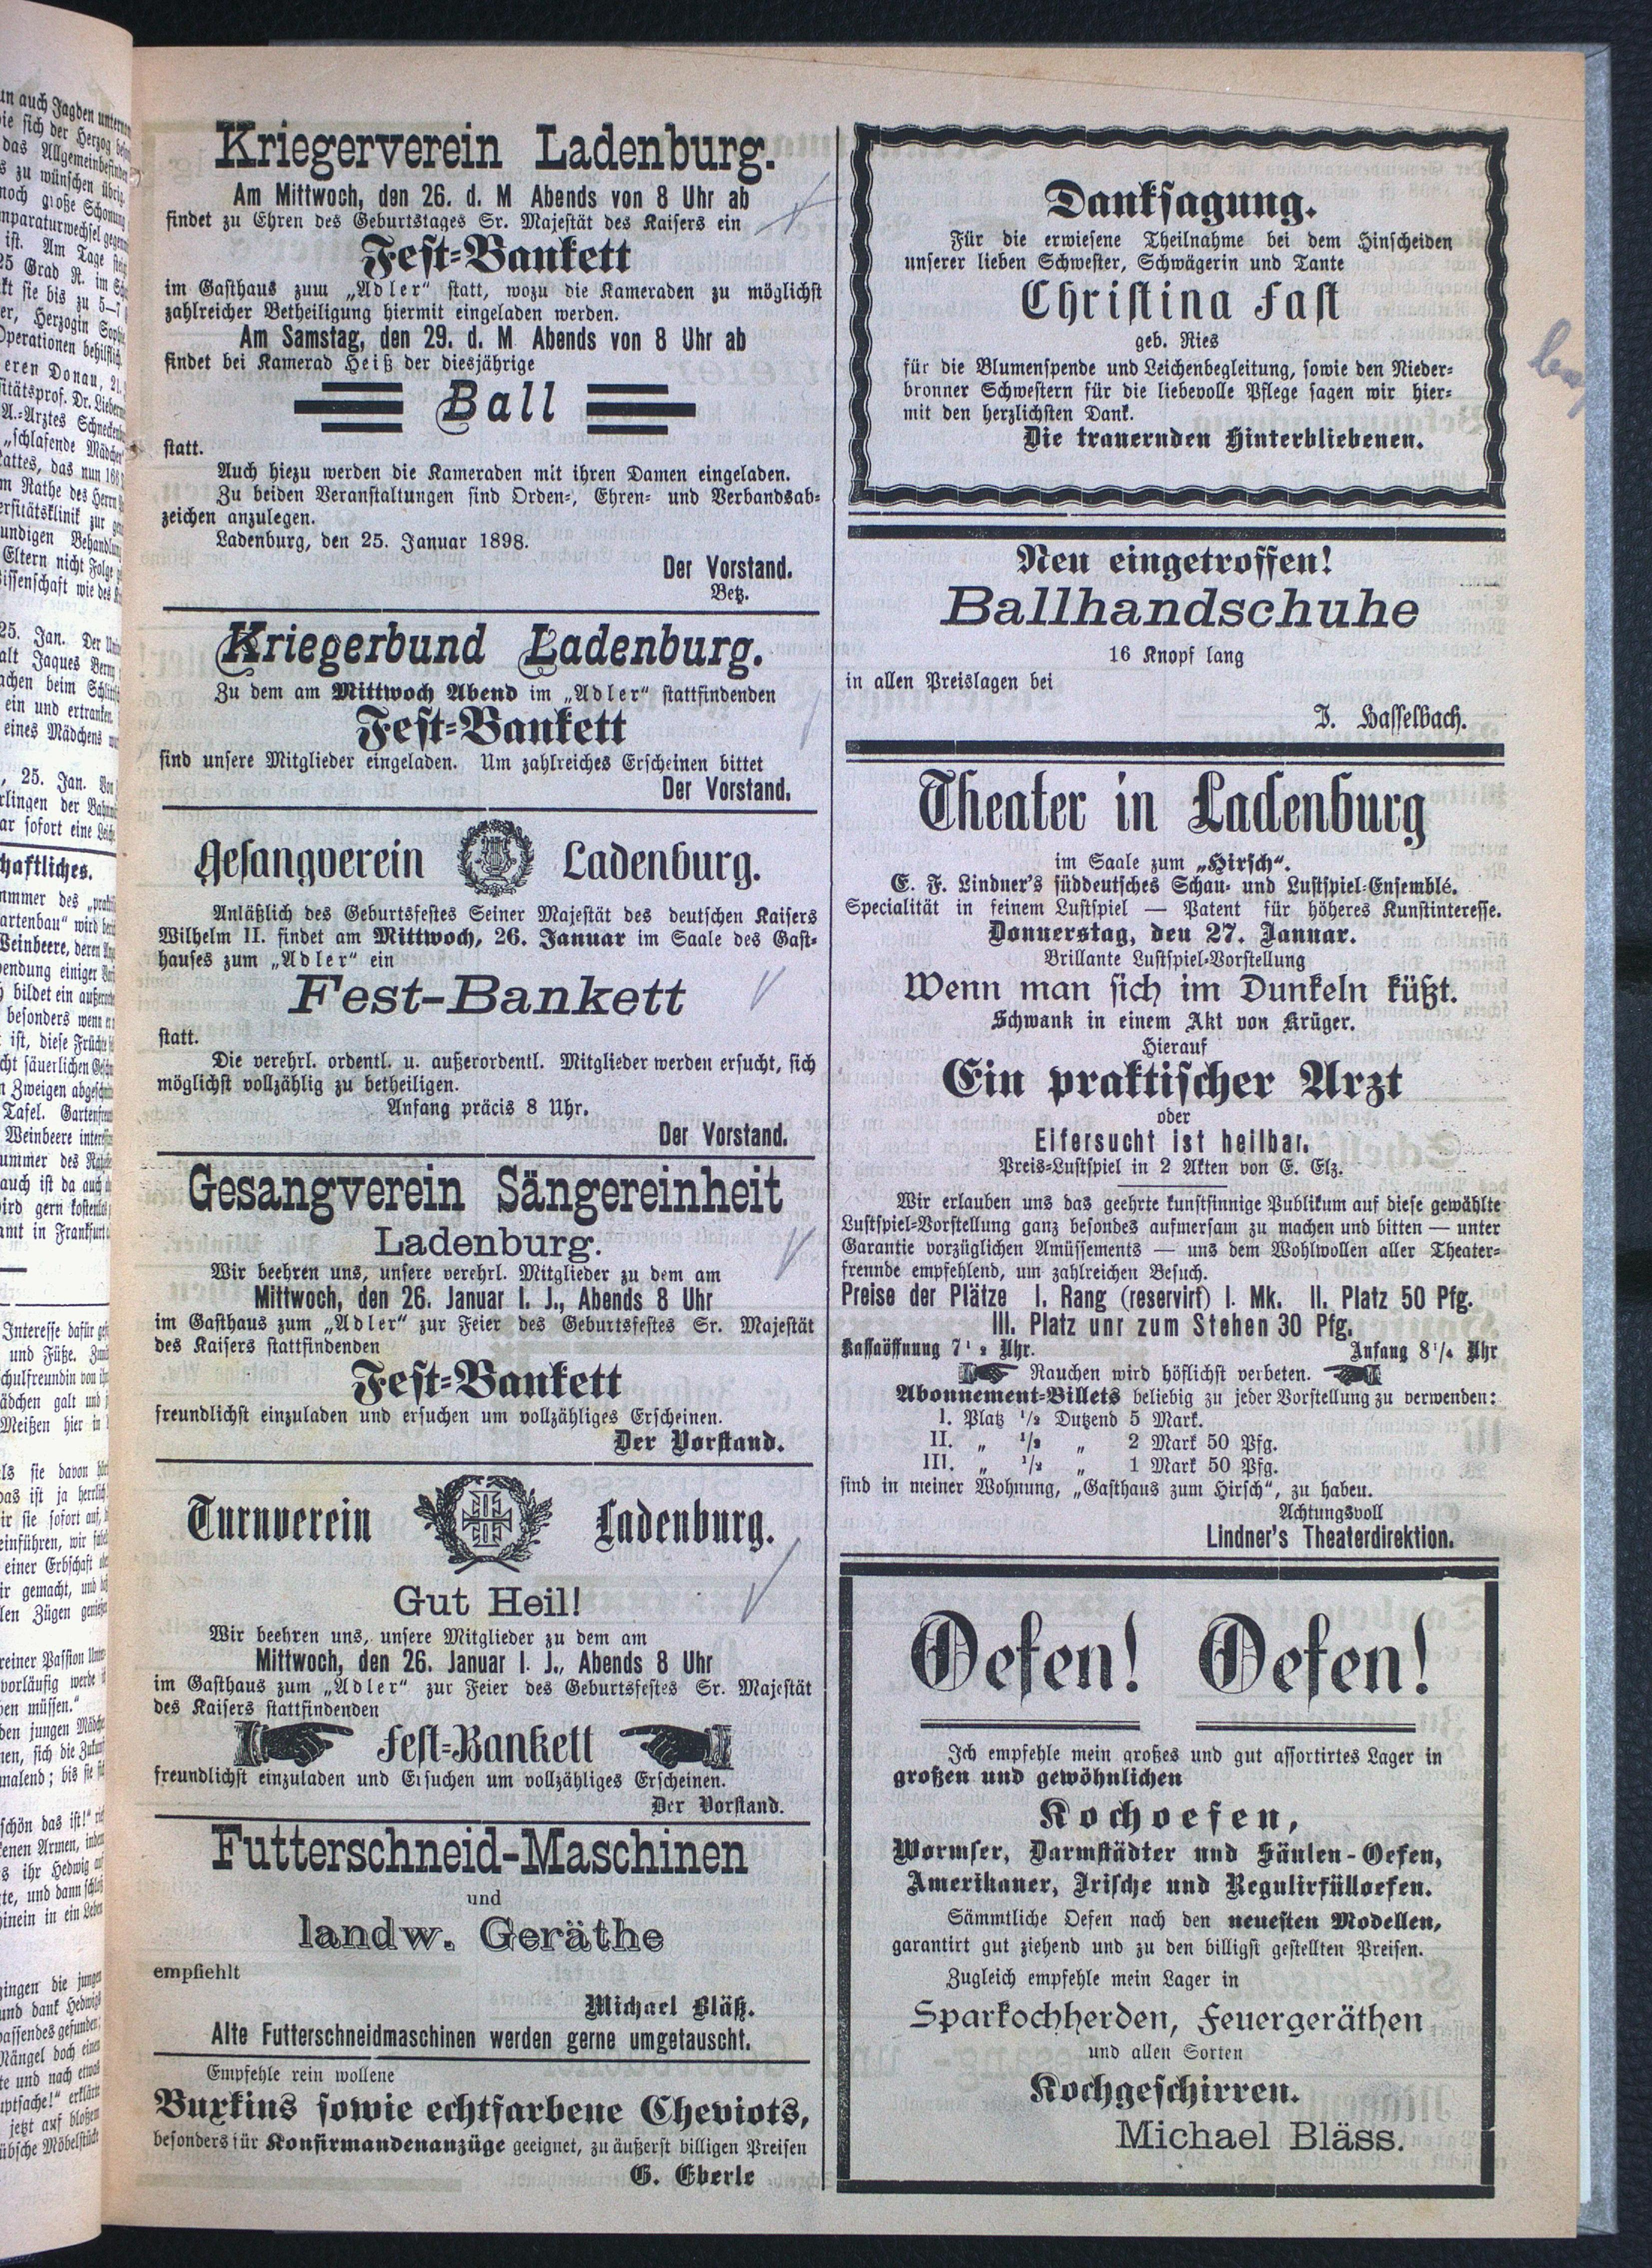 Kriegerverein Ladenburg.
Am Mittwoch, den 26. d. M Abends von 8 Uhr ab
findet zu Ehren des Geburtstages Sr. Majestät des Kaisers ein
Fest-Bankett
im Gasthaus zum „Adler“ statt, wozu die Kameraden zu möglichst
zahlreicher Betheiligung hiermit eingeladen werden.
Am Samstag, den 29. d. M Abends von 8 Uhr ab
findet bei Kamerad Heiß der diesjährige
Ball
statt.
Auch hiezu werden die Kameraden mit ihren Damen eingeladen.
Zu beiden Veranstaltungen sind Orden-, Ehren- und Verbandsab-
zeichen anzulegen.
Ladenburg, den 25. Januar 1898.
Der Vorstand.
Betz.
Kriegerbund Ladenburg.
Zu dem am Mittwoch Abend im „Adler“ stattfindenden
Fest-Bankett
sind unsere Mitglieder eingeladen. Um zahlreiches Erscheinen bittet
Der Vorstand.
Gesangverein Ladenburg.
Anläßlich des Geburtsfestes Seiner Majestät des deutschen Kaisers
Wilhelm II. findet am Mittwoch, 26. Januar im Saale des Gast-
hauses zum „Adler“ ein
Fest-Bankett
statt.
Die verehrl. ordentl. u. außerordentl. Mitglieder werden ersucht, sich
möglichst vollzählig zu betheiligen.
Anfang präcis 8 Uhr.
Der Vorstand.
Gesangverein Sängereinheit
Ladenburg.
Wir beehren uns, unsere verehrl. Mitglieder zu dem am
Mittwoch, den 26. Januar l. J., Abends 8 Uhr
im Gasthaus zum „Adler“ zur Feier des Geburtsfestes Sr. Majestät
des Kaisers stattfindenden
Fest-Bankett
freundlichst einzuladen und ersuchen um vollzähliges Erscheinen.
Der Vorstand.
Turnverein Ladenburg.
Gut Heil!
Wir beehren uns, unsere Mitglieder zu dem am
Mittwoch, den 26. Januar l. J., Abends 8 Uhr
im Gasthaus zum „Adler“ zur Feier des Geburtsfestes Sr. Majestät
des Kaisers stattfindenden
Fest-Bankett
freundlichst einzuladen und Ersuchen um vollzähliges Erscheinen.
Der Vorstand.
Futterschneid-Maschinen
und
landw. Geräthe
empfiehlt
Michael Bläß.
Alte Futterschneidmaschinen werden gerne umgetauscht.
Empfehle rein wollene
Buxkins sowie echtfarbene Cheviots,
besonders für Konfirmandenanzüge geeignet, zu äußerst billigen Preisen
G. Eberle
Danksagung.
Für die erwiesene Theilnahme bei dem Hinscheiden
unserer lieben Schwester, Schwägerin und Tante
Christina Fast
geb. Ries
für die Blumenspende und Leichenbegleitung, sowie den Nieder-
bronner Schwestern für die liebevolle Pflege sagen wir hier-
mit den herzlichsten Dank.
Die trauernden Hinterbliebenen.
Neu eingetroffen!
Ballhandschuhe
16 Knopf lang
in allen Preislagen bei
J. Hasselbach.
Theater in Ladenburg
im Saale zum „Hirsch“.
E. F. Lindner's süddeutsches Schau- und Lustspiel-Ensemblé.
Specialität in feinem Lustspiel — Patent für höheres Kunstinteresse.
Donnerstag, den 27. Januar.
Brillante Lustspiel-Vorstellung
Wenn man sich im Dunkeln küßt.
Schwank in einem Akt von Krüger.
Hierauf
Ein praktischer Arzt
oder
Eifersucht ist heilbar.
Preis-Lustspiel in 2 Akten von E. Elz.
Wir erlauben uns das geehrte kunstsinnige Publikum auf diese gewählte
Lustspiel-Vorstellung ganz besondes aufmersam zu machen und bitten — unter
Garantie vorzüglichen Amüssements — uns dem Wohlwollen aller Theater-
frennde empfehlend, um zahlreichen Besuch.
Preise der Plätze I. Rang (reservirt) 1. Mk. II. Platz 50 Pfg.
III. Platz unr zum Stehen 30 Pfg.
Kassaöffnung 7 1/2 Uhr. Anfang 8 1/4 Uhr
Rauchen wird höflichst verbeten.
Abonnement-Billets beliebig zu jeder Vorstellung zu verwenden:
I. Platz 1/2 Dutzend 5 Mark.
II. „ 1/2 „ 2 Mark 50 Pfg.
III. „ 1/2 „ 1 Mark 50 Pfg.
sind in meiner Wohnung, „Gasthaus zum Hirsch“, zu haben.
Achtungsvoll
Lindner's Theaterdirektion.
Oefen! Oefen!
Ich empfehle mein großes und gut assortirtes Lager in
großen und gewöhnlichen
Kochoefen,
Wormser, Darmstädter und Säulen-Oefen,
Amerikaner, Irische und Regulirfülloefen.
Sämmtliche Oefen nach den neuesten Modellen,
garantirt gut ziehend und zu den billigst gestellten Preisen.
Zugleich empfehle mein Lager in
Sparkochherden, Feuergeräthen
und allen Sorten
Kochgeschirren.
Michael Bläss.